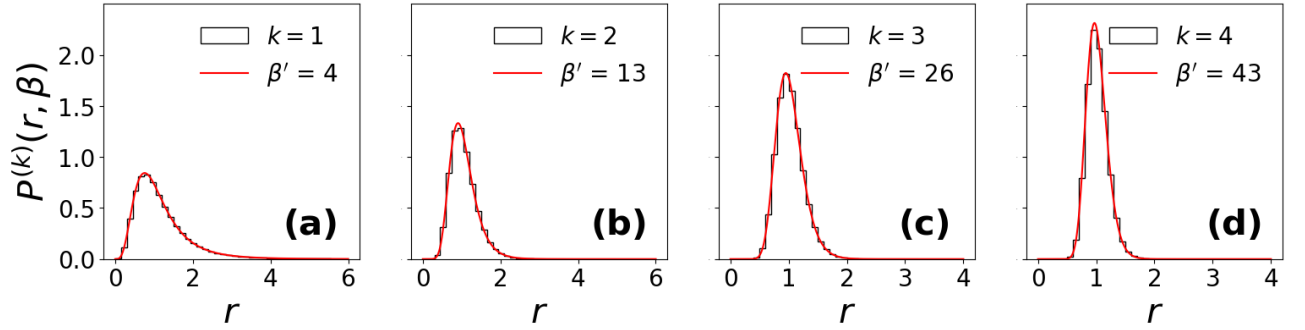 P^{(k)}(r, β)
2.0
1.5
1.0
0.5
0.0
k = 1
β′ = 4
(a)
0 2 4 6
r
k = 2
β′ = 13
(b)
0 2 4 6
r
k = 3
β′ = 26
(c)
0 1 2 3 4
r
k = 4
β′ = 43
(d)
0 1 2 3 4
r